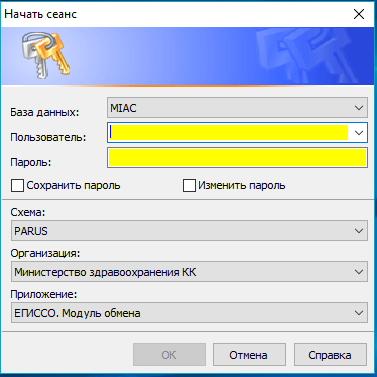 Начать сеанс
База данных: MIAC
Пользователь:
Пароль:
Сохранить пароль Изменить пароль
Схема:
PARUS
Организация:
Министерство здравоохранения КК
Приложение:
ЕГИССО. Модуль обмена
OK Отмена Справка